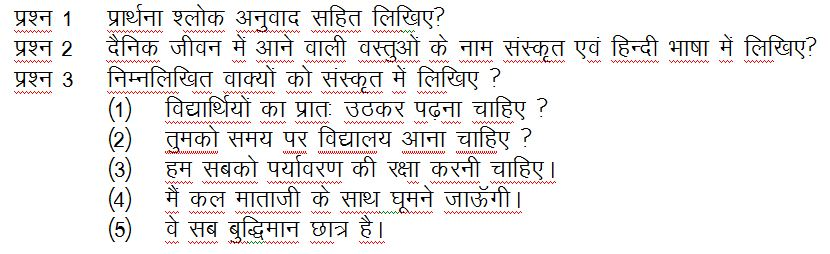 प्रश्न 1 प्रार्थना श्लोक अनुवाद सहित लिखिए?
प्रश्न 2 दैनिक जीवन में आने वाली वस्तुओं के नाम संस्कृत एवं हिन्दी भाषा में लिखिए?
प्रश्न 3 निम्नलिखित वाक्यों को संस्कृत में लिखिए ?
(1) विद्यार्थियों का प्रातः उठकर पढ़ना चाहिए ?
(2) तुमको समय पर विद्यालय आना चाहिए ?
(3) हम सबको पर्यावरण की रक्षा करनी चाहिए।
(4) मैं कल माताजी के साथ घूमने जाऊॅगी।
(5) वे सब बुद्धिमान छात्र है।